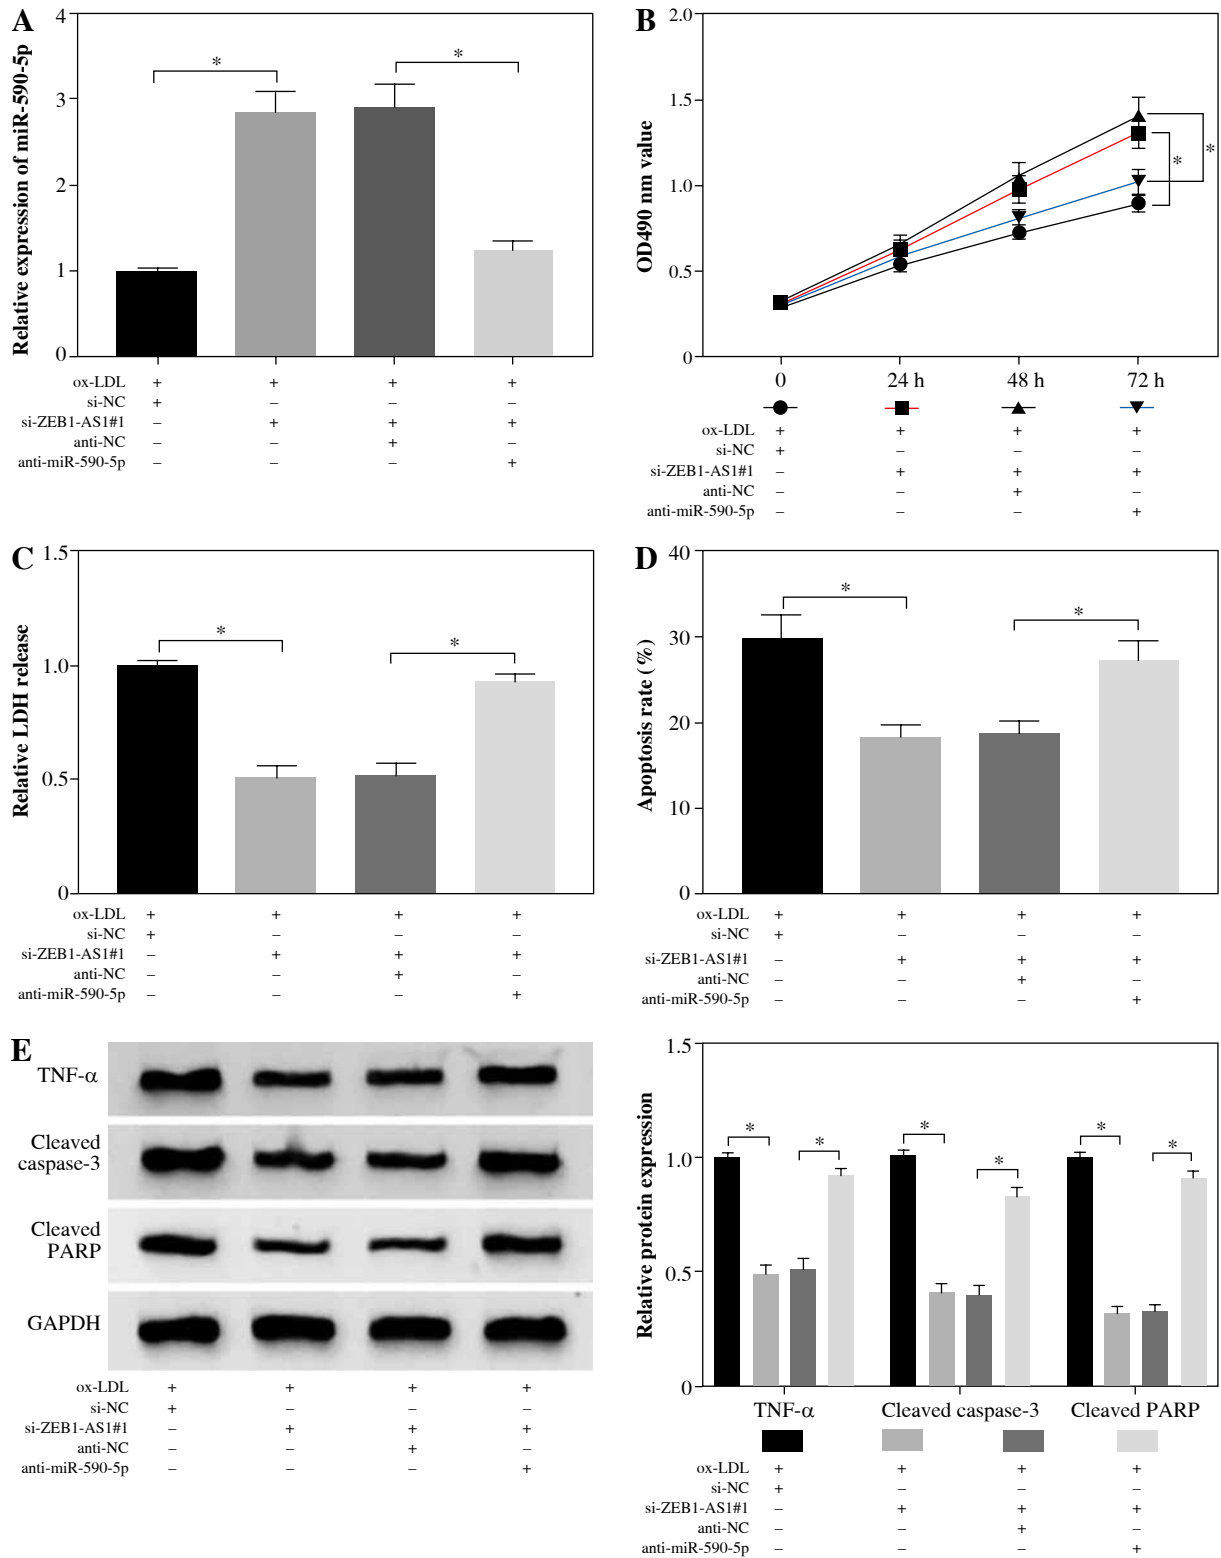 A
Relative expression of miR-590-5p
4
3
2
1
0
* *
ox-LDL + + + +
si-NC + – – –
si-ZEB1-AS1#1 – + + +
anti-NC – – + –
anti-miR-590-5p – – – +
B
OD490 nm value
2.0
1.5
1.0
0.5
0
* *
0 24 h 48 h 72 h
ox-LDL + + + +
si-NC + – – –
si-ZEB1-AS1#1 – + + +
anti-NC – – + –
anti-miR-590-5p – – – +
C
Relative LDH release
1.5
1.0
0.5
0
* *
ox-LDL + + + +
si-NC + – – –
si-ZEB1-AS1#1 – + + +
anti-NC – – + –
anti-miR-590-5p – – – +
D
Apoptosis rate (%)
40
30
20
10
0
* *
ox-LDL + + + +
si-NC + – – –
si-ZEB1-AS1#1 – + + +
anti-NC – – + –
anti-miR-590-5p – – – +
E
TNF-α
Cleaved
caspase-3
Cleaved
PARP
GAPDH
ox-LDL + + + +
si-NC + – – –
si-ZEB1-AS1#1 – + + +
anti-NC – – + –
anti-miR-590-5p – – – +
Relative protein expression
1.5
1.0
0.5
0
* * * * * *
TNF-α Cleaved caspase-3 Cleaved PARP
ox-LDL + + + +
si-NC + – – –
si-ZEB1-AS1#1 – + + +
anti-NC – – + –
anti-miR-590-5p – – – +